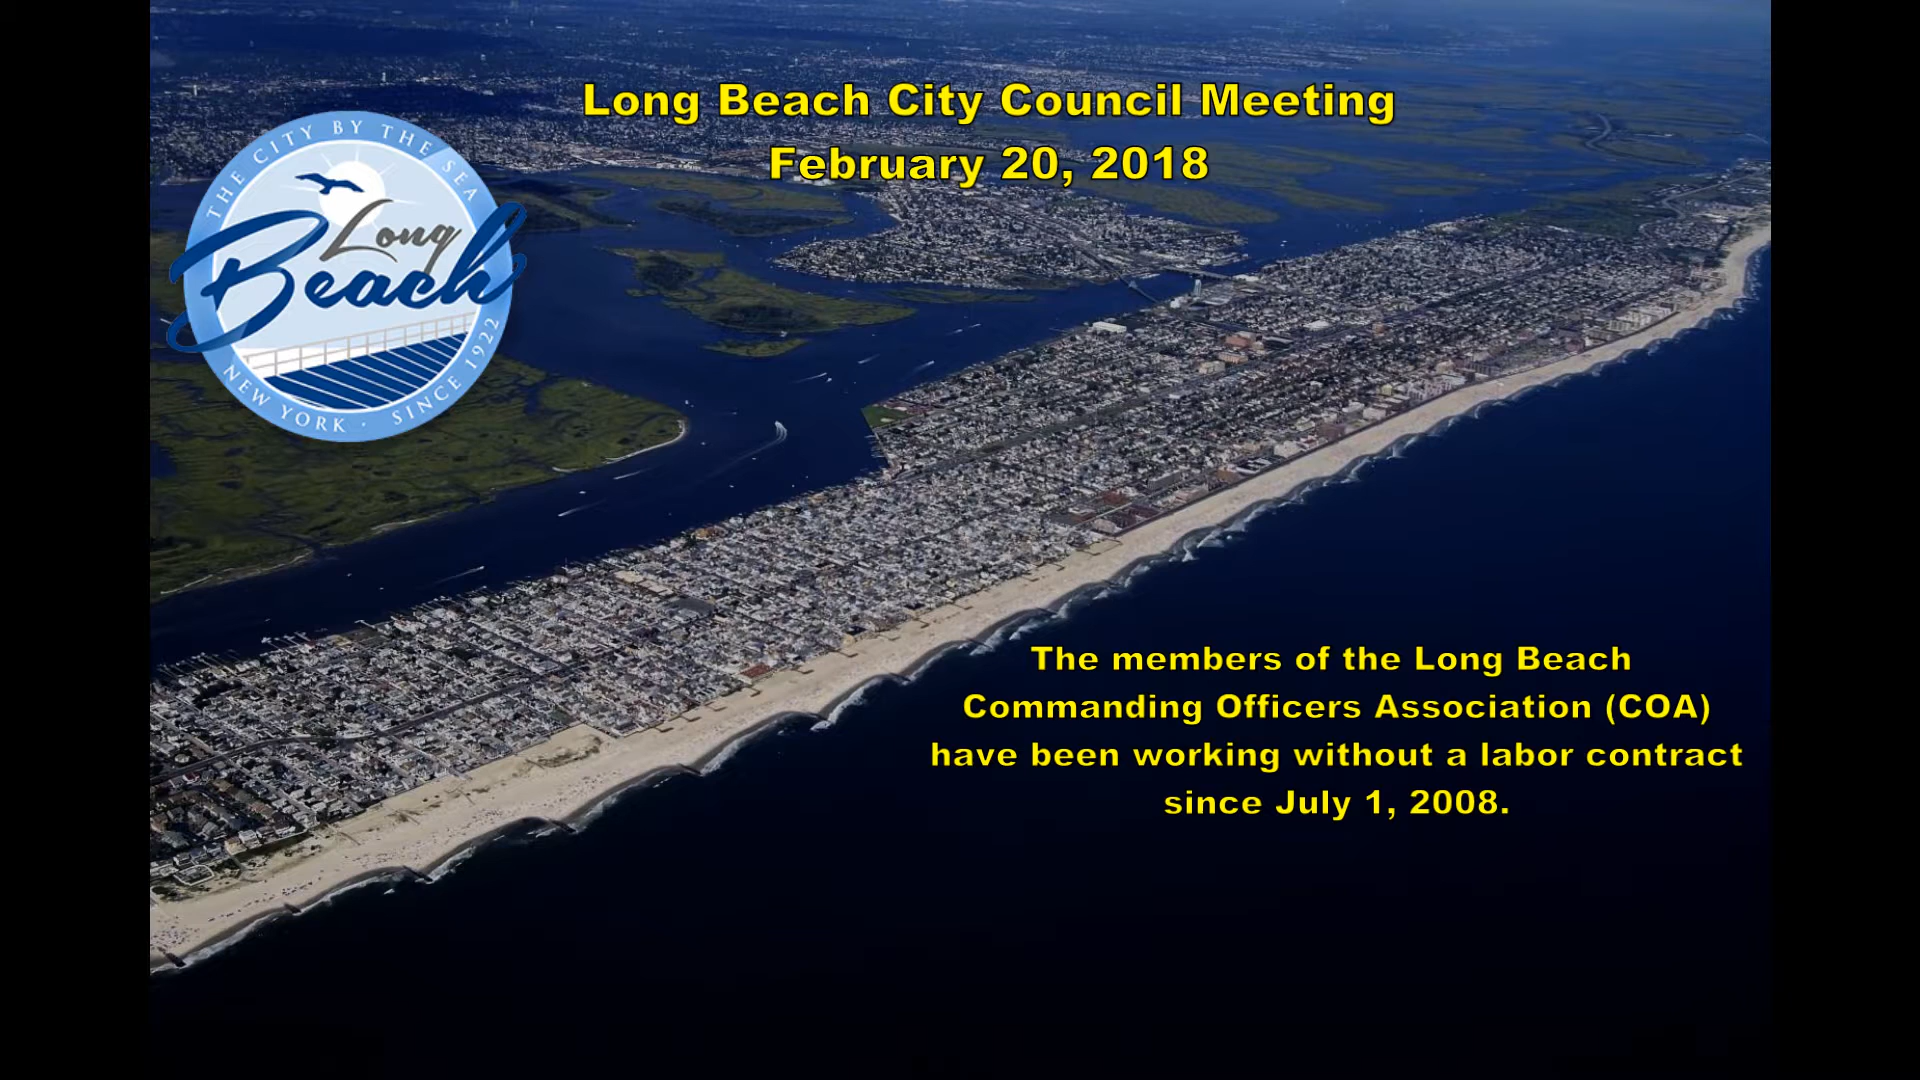 Long Beach City Council Meeting
February 20, 2018
THE CITY BY THE SEA
Long
Beach
NEW YORK · SINCE 1922
The members of the Long Beach
Commanding Officers Association (COA)
have been working without a labor contract
since July 1, 2008.